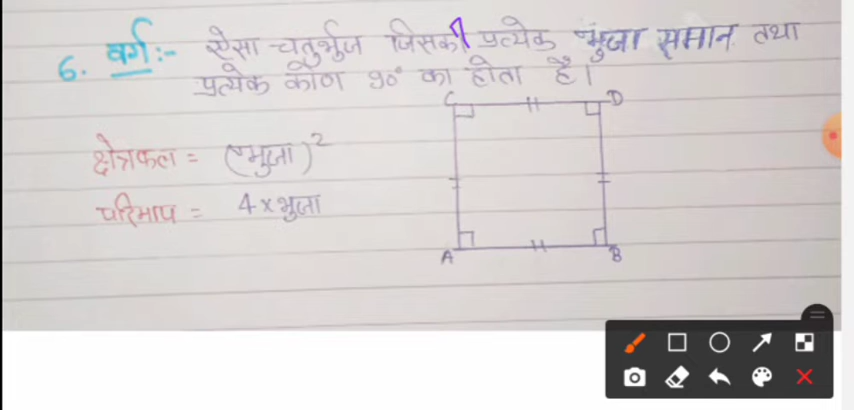 6. वर्ग:- ऐसा चतुर्भुज जिसकी प्रत्येक भुजा समान तथा
प्रत्येक कोण 90° का होता है।
C D
क्षेत्रफल = (भुजा)²
परिमाप = 4 × भुजा
A B